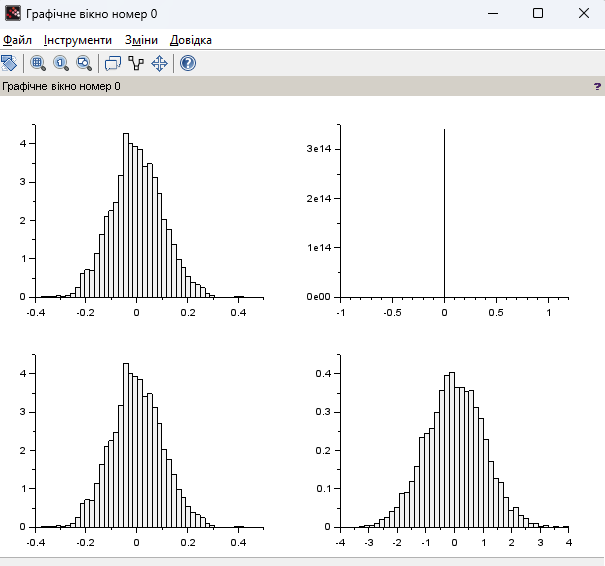 Графічне вікно номер 0
Файл Інструменти Зміни Довідка
Графічне вікно номер 0 ?
4
3
2
1
0
-0.4 -0.2 0 0.2 0.4
3e14
2e14
1e14
0e00
-1 -0.5 0 0.5 1
4
3
2
1
0
-0.4 -0.2 0 0.2 0.4
0.4
0.3
0.2
0.1
0
-4 -3 -2 -1 0 1 2 3 4